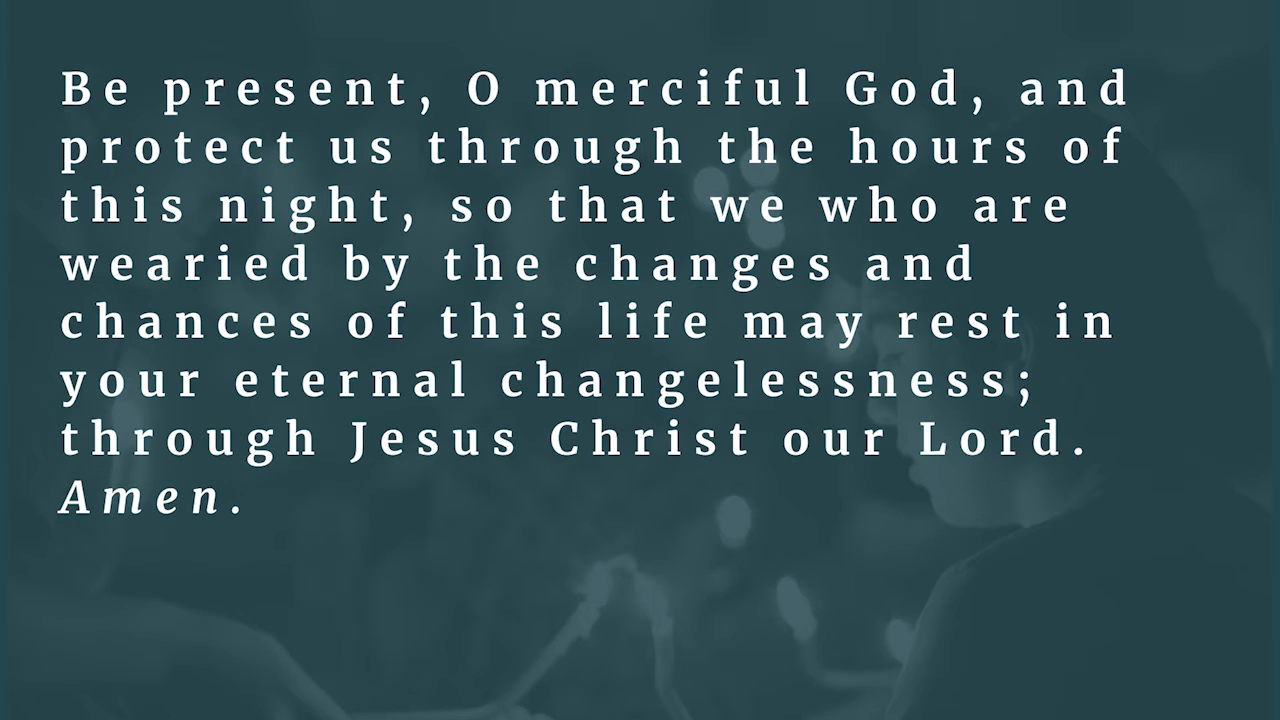 Be present, O merciful God, and
protect us through the hours of
this night, so that we who are
wearied by the changes and
chances of this life may rest in
your eternal changelessness;
through Jesus Christ our Lord.
Amen.